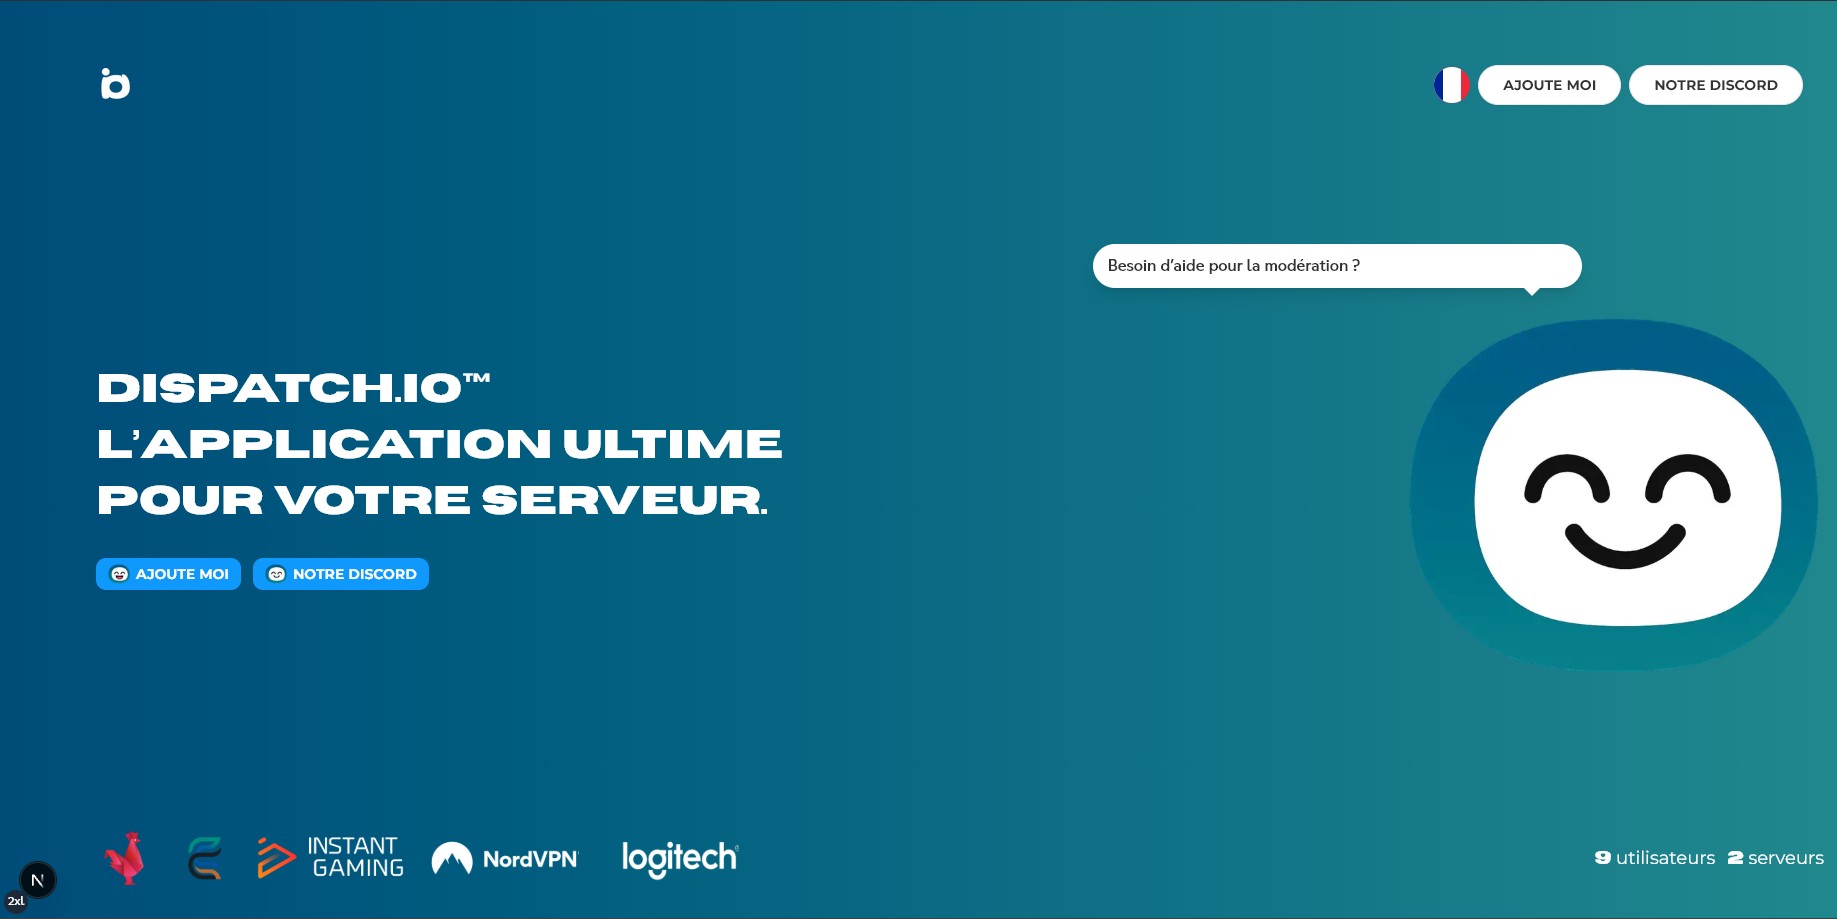 AJOUTE MOI
NOTRE DISCORD
Besoin d’aide pour la modération ?
DISPATCH.IO™
L’APPLICATION ULTIME
POUR VOTRE SERVEUR.
AJOUTE MOI
NOTRE DISCORD
INSTANT
GAMING
NordVPN
logitech
9 utilisateurs 2 serveurs
N
2xl